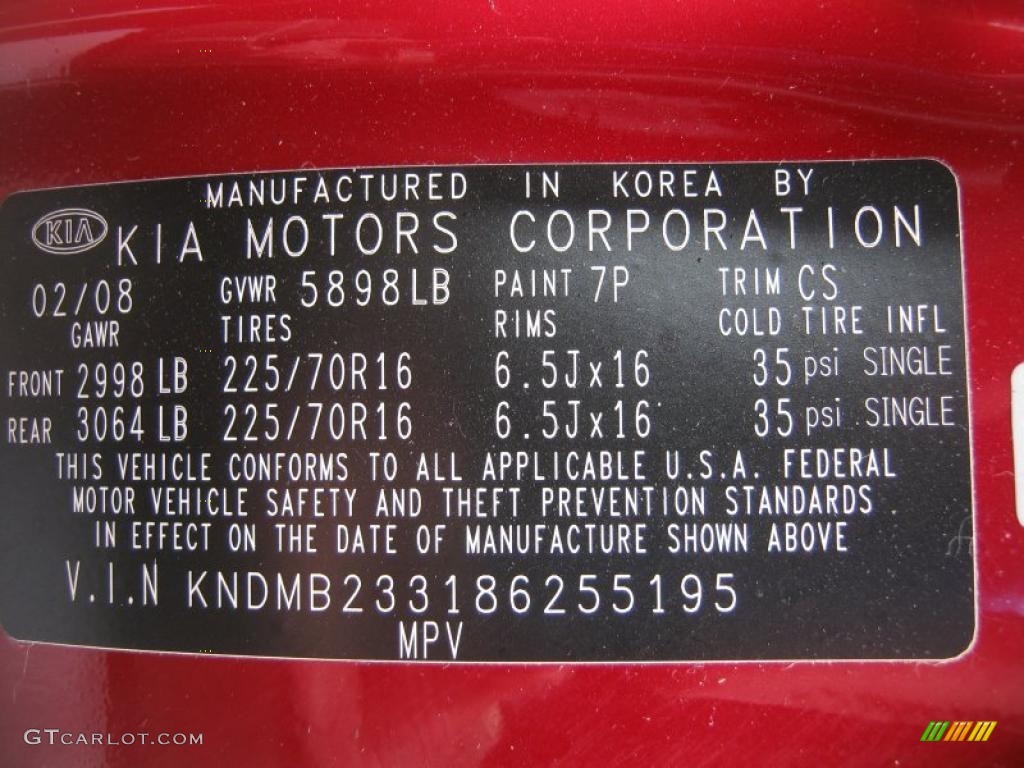 MANUFACTURED IN KOREA BY
KIA KIA MOTORS CORPORATION
02/08 GVWR 5898LB PAINT 7P TRIM CS
GAWR TIRES RIMS COLD TIRE INFL
FRONT 2998 LB 225/70R16 6.5Jx16 35 psi SINGLE
REAR 3064 LB 225/70R16 6.5Jx16 35 psi SINGLE
THIS VEHICLE CONFORMS TO ALL APPLICABLE U.S.A. FEDERAL
MOTOR VEHICLE SAFETY AND THEFT PREVENTION STANDARDS
IN EFFECT ON THE DATE OF MANUFACTURE SHOWN ABOVE
V.I.N KNDMB233186255195
MPV
GTCARLOT.COM